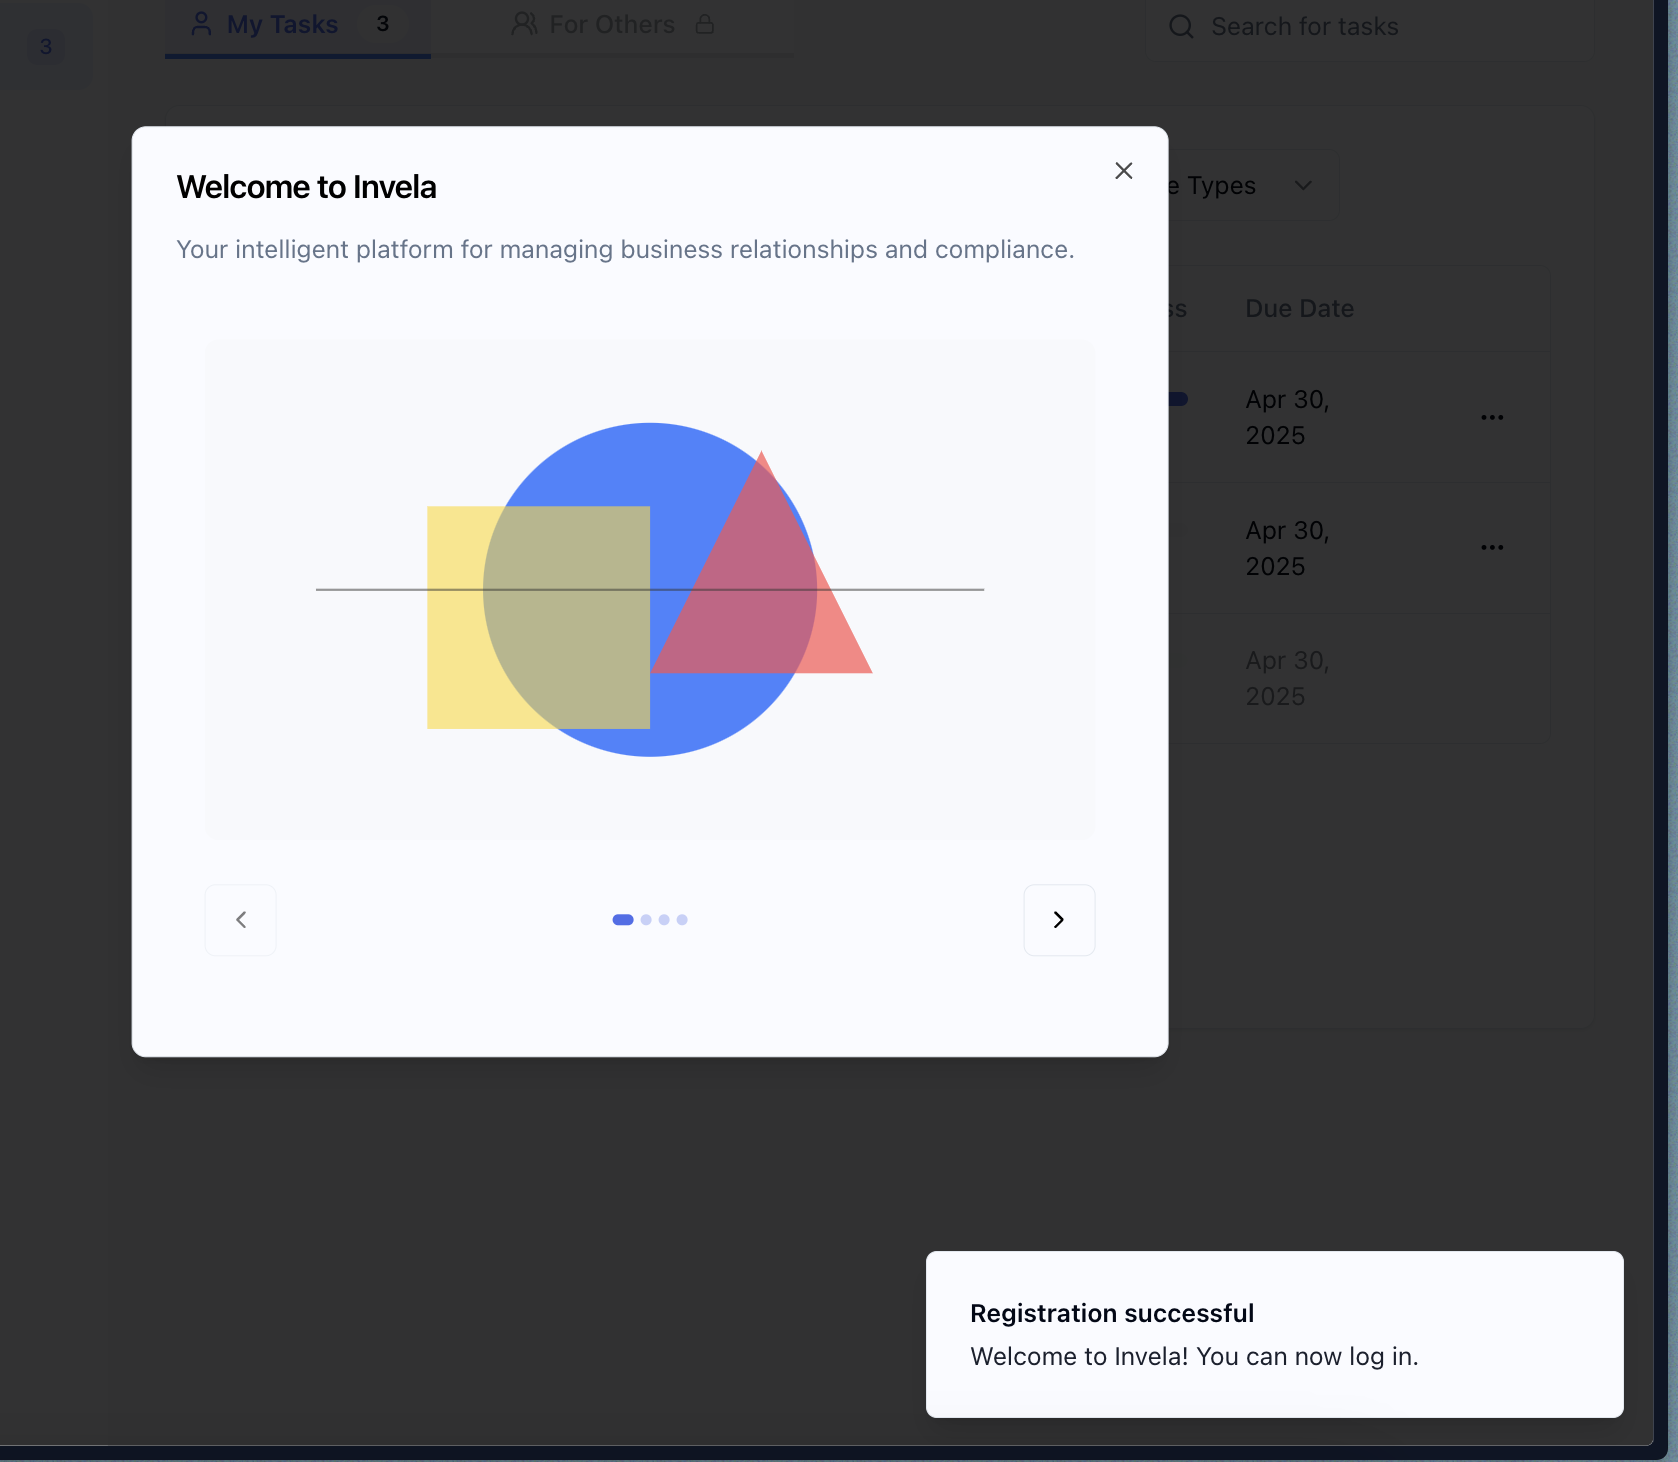 3
My Tasks 3
For Others
Search for tasks
Welcome to Invela
Your intelligent platform for managing business relationships and compliance.
Types
Due Date
Apr 30,
2025
Apr 30,
2025
Apr 30,
2025
Registration successful
Welcome to Invela! You can now log in.